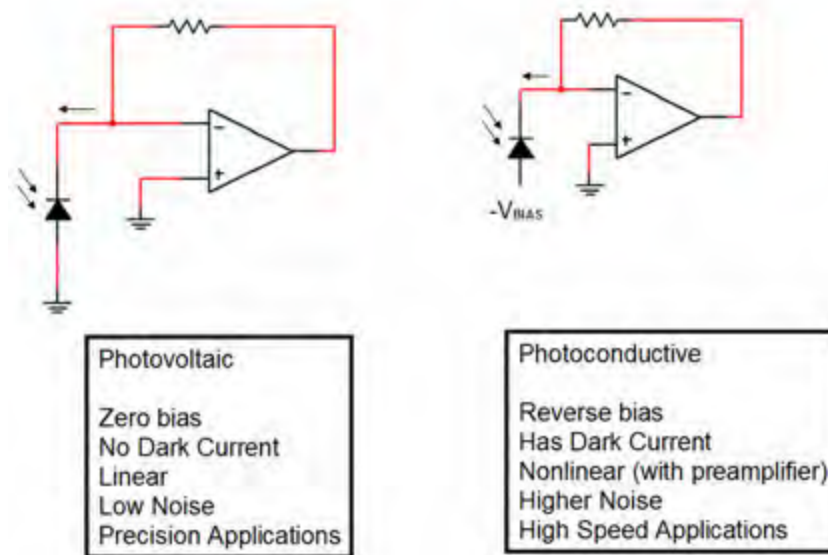 -VBIAS
Photovoltaic
Zero bias
No Dark Current
Linear
Low Noise
Precision Applications
Photoconductive
Reverse bias
Has Dark Current
Nonlinear (with preamplifier)
Higher Noise
High Speed Applications